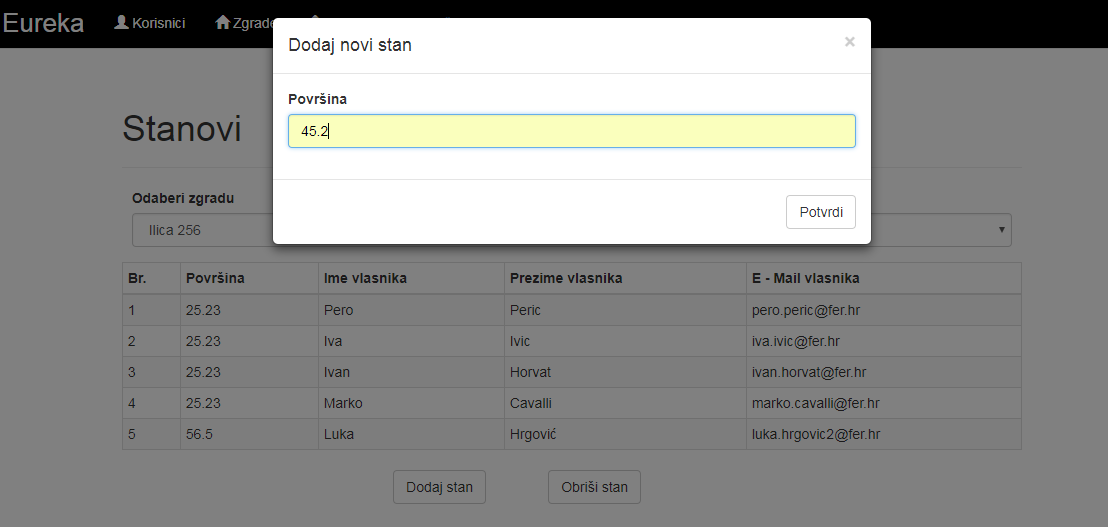 Eureka Korisnici Zgrade
Dodaj novi stan ×
Površina
45.2
Potvrdi
Stanovi
Odaberi zgradu
Ilica 256
Br. Površina Ime vlasnika Prezime vlasnika E - Mail vlasnika
1 25.23 Pero Peric pero.peric@fer.hr
2 25.23 Iva Ivic iva.ivic@fer.hr
3 25.23 Ivan Horvat ivan.horvat@fer.hr
4 25.23 Marko Cavalli marko.cavalli@fer.hr
5 56.5 Luka Hrgović luka.hrgovic2@fer.hr
Dodaj stan Obriši stan